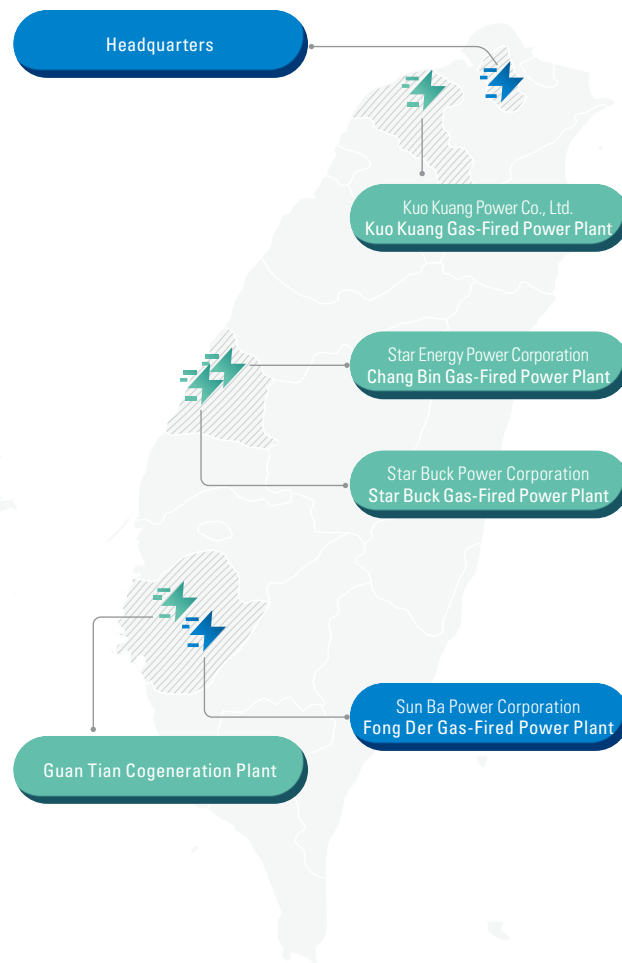 Headquarters
Kuo Kuang Power Co., Ltd.
Kuo Kuang Gas-Fired Power Plant
Star Energy Power Corporation
Chang Bin Gas-Fired Power Plant
Star Buck Power Corporation
Star Buck Gas-Fired Power Plant
Sun Ba Power Corporation
Fong Der Gas-Fired Power Plant
Guan Tian Cogeneration Plant